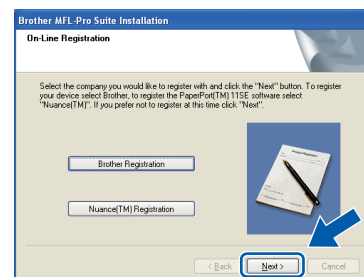 Brother MFL-Pro Suite Installation
On-Line Registration
Select the company you would like to register with and click the "Next" button. To register
your device select Brother, to register the PaperPort(TM) 11SE software select
"Nuance(TM)". If you prefer not to register at this time click "Next".
Brother Registration
Nuance(TM) Registration
< Back
Next >
Cancel